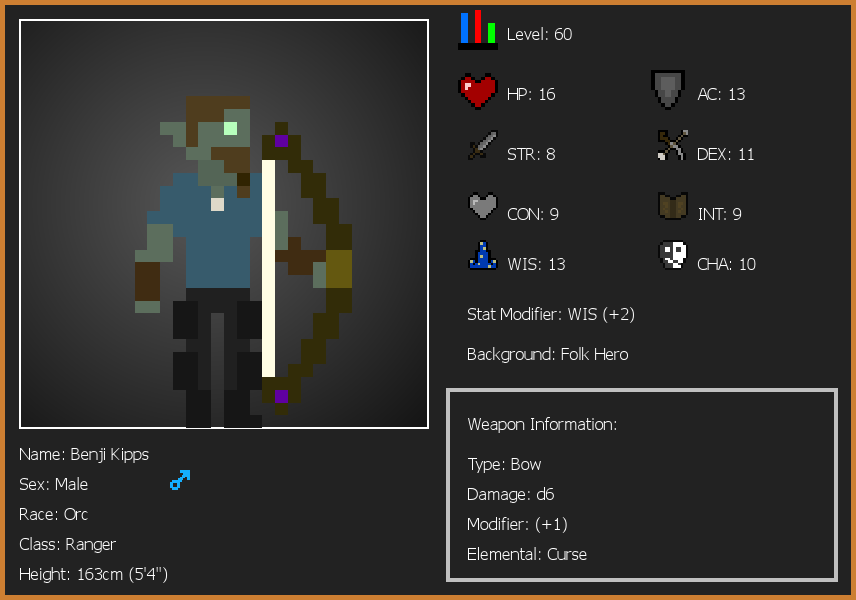 Level: 60
HP: 16
AC: 13
STR: 8
DEX: 11
CON: 9
INT: 9
WIS: 13
CHA: 10
Stat Modifier: WIS (+2)
Background: Folk Hero
Weapon Information:
Type: Bow
Damage: d6
Modifier: (+1)
Elemental: Curse
Name: Benji Kipps
Sex: Male
Race: Orc
Class: Ranger
Height: 163cm (5'4")